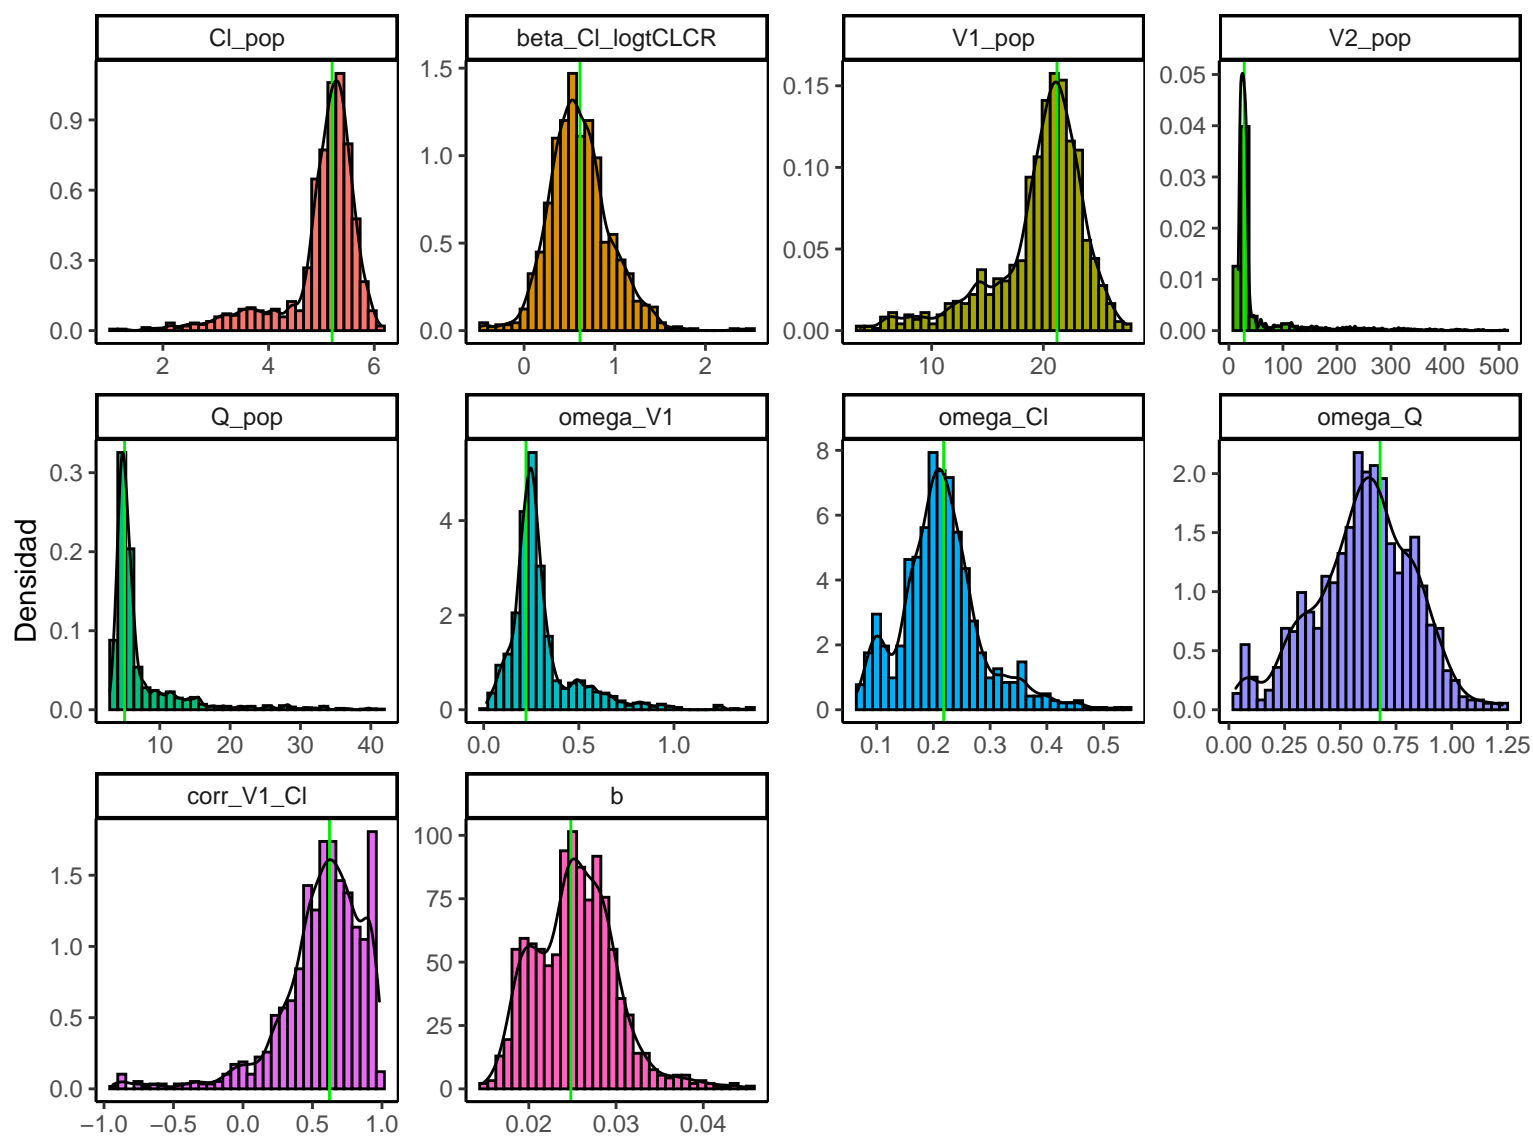 Cl_pop beta_Cl_logtCLCR V1_pop V2_pop
0.0 0.3 0.6 0.9
2 4 6
0.0 0.5 1.0 1.5
0 1 2
0.00 0.05 0.10 0.15
10 20
0.00 0.01 0.02 0.03 0.04 0.05
0 100 200 300 400 500
Q_pop omega_V1 omega_Cl omega_Q
Densidad
0.0 0.1 0.2 0.3
10 20 30 40
0 2 4
0.0 0.5 1.0
0 2 4 6 8
0.1 0.2 0.3 0.4 0.5
0.0 0.5 1.0 1.5 2.0
0.00 0.25 0.50 0.75 1.00 1.25
corr_V1_Cl b
0.0 0.5 1.0 1.5
−1.0 −0.5 0.0 0.5 1.0
0 25 50 75 100
0.02 0.03 0.04